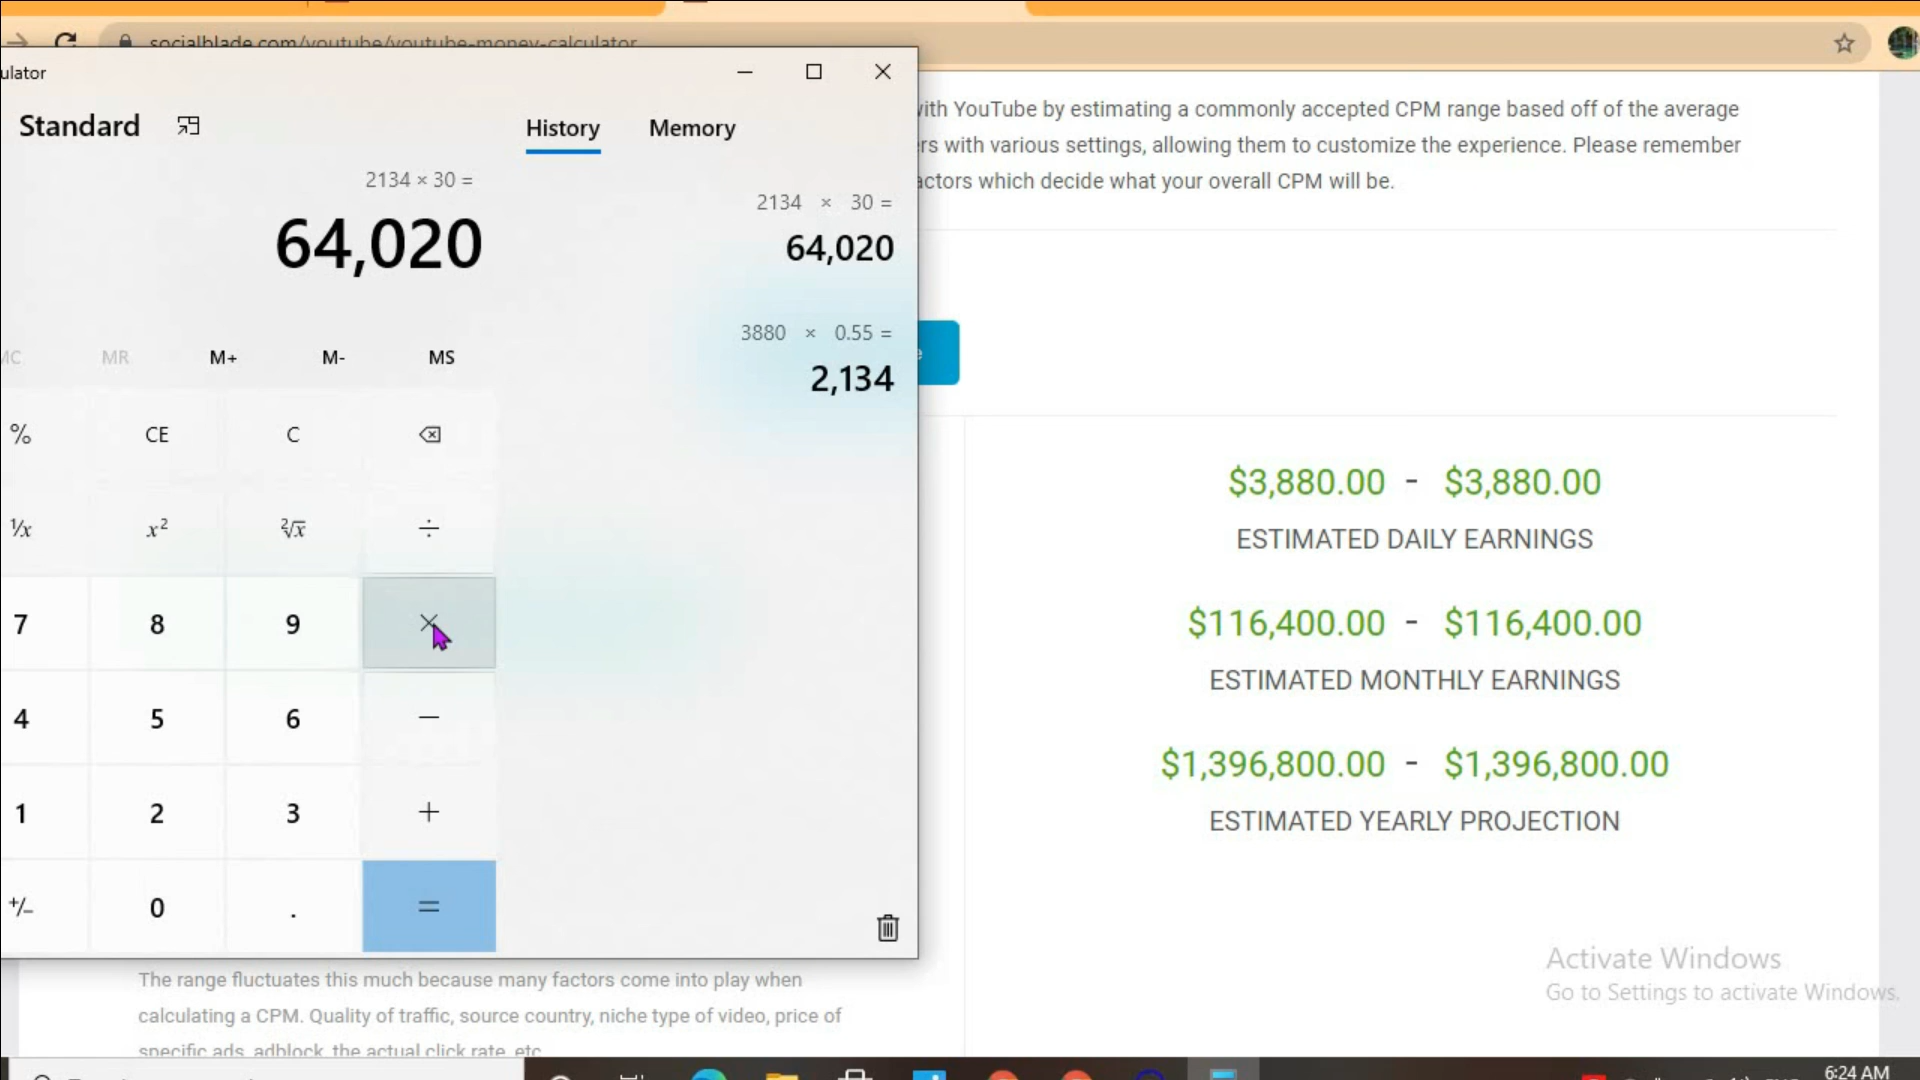 socialblade.com/youtube/youtube-money-calculator
ulator
Standard
History
Memory
2134 × 30 =
64,020
2134 × 30 =
64,020
3880 × 0.55 =
2,134
MC
MR
M+
M-
MS
%
CE
C
⅟x
x²
²√x
÷
7
8
9
×
4
5
6
−
1
2
3
+
+/−
0
.
=
with YouTube by estimating a commonly accepted CPM range based off of the average
ers with various settings, allowing them to customize the experience. Please remember
actors which decide what your overall CPM will be.
$3,880.00 - $3,880.00
ESTIMATED DAILY EARNINGS
$116,400.00 - $116,400.00
ESTIMATED MONTHLY EARNINGS
$1,396,800.00 - $1,396,800.00
ESTIMATED YEARLY PROJECTION
The range fluctuates this much because many factors come into play when
calculating a CPM. Quality of traffic, source country, niche type of video, price of
specific ads, adblock, the actual click rate, etc
Activate Windows
Go to Settings to activate Windows.
6:24 AM